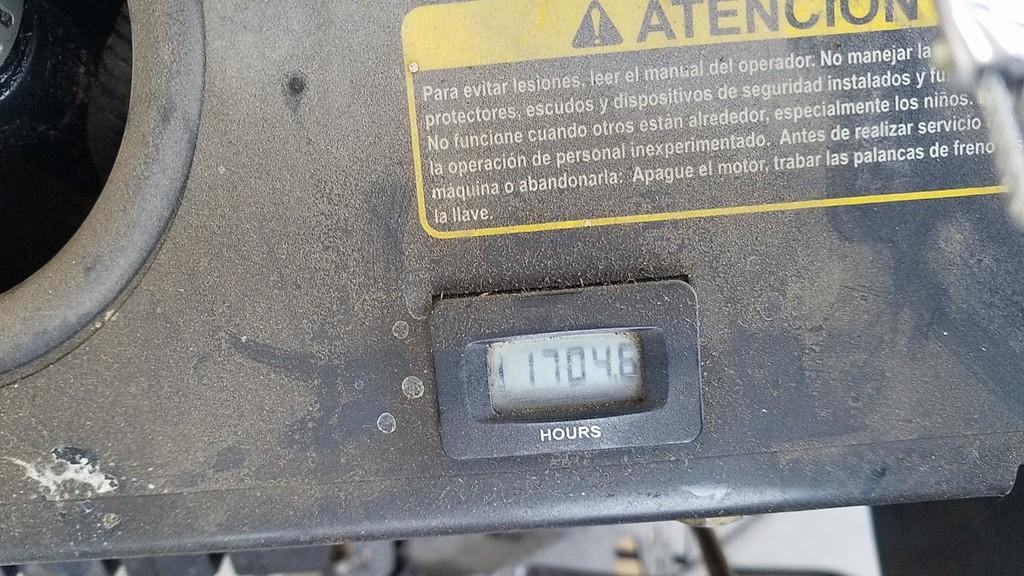 ATENCIÓN
Para evitar lesiones, leer el manual del operador. No manejar la
protectores, escudos y dispositivos de seguridad instalados y
No funcione cuando otros están alrededor, especialmente los niños.
la operación de personal inexperimentado. Antes de realizar servicio
maquina o abandonarla: Apague el motor, trabar las palancas de freno
la llave.
1704.6
HOURS